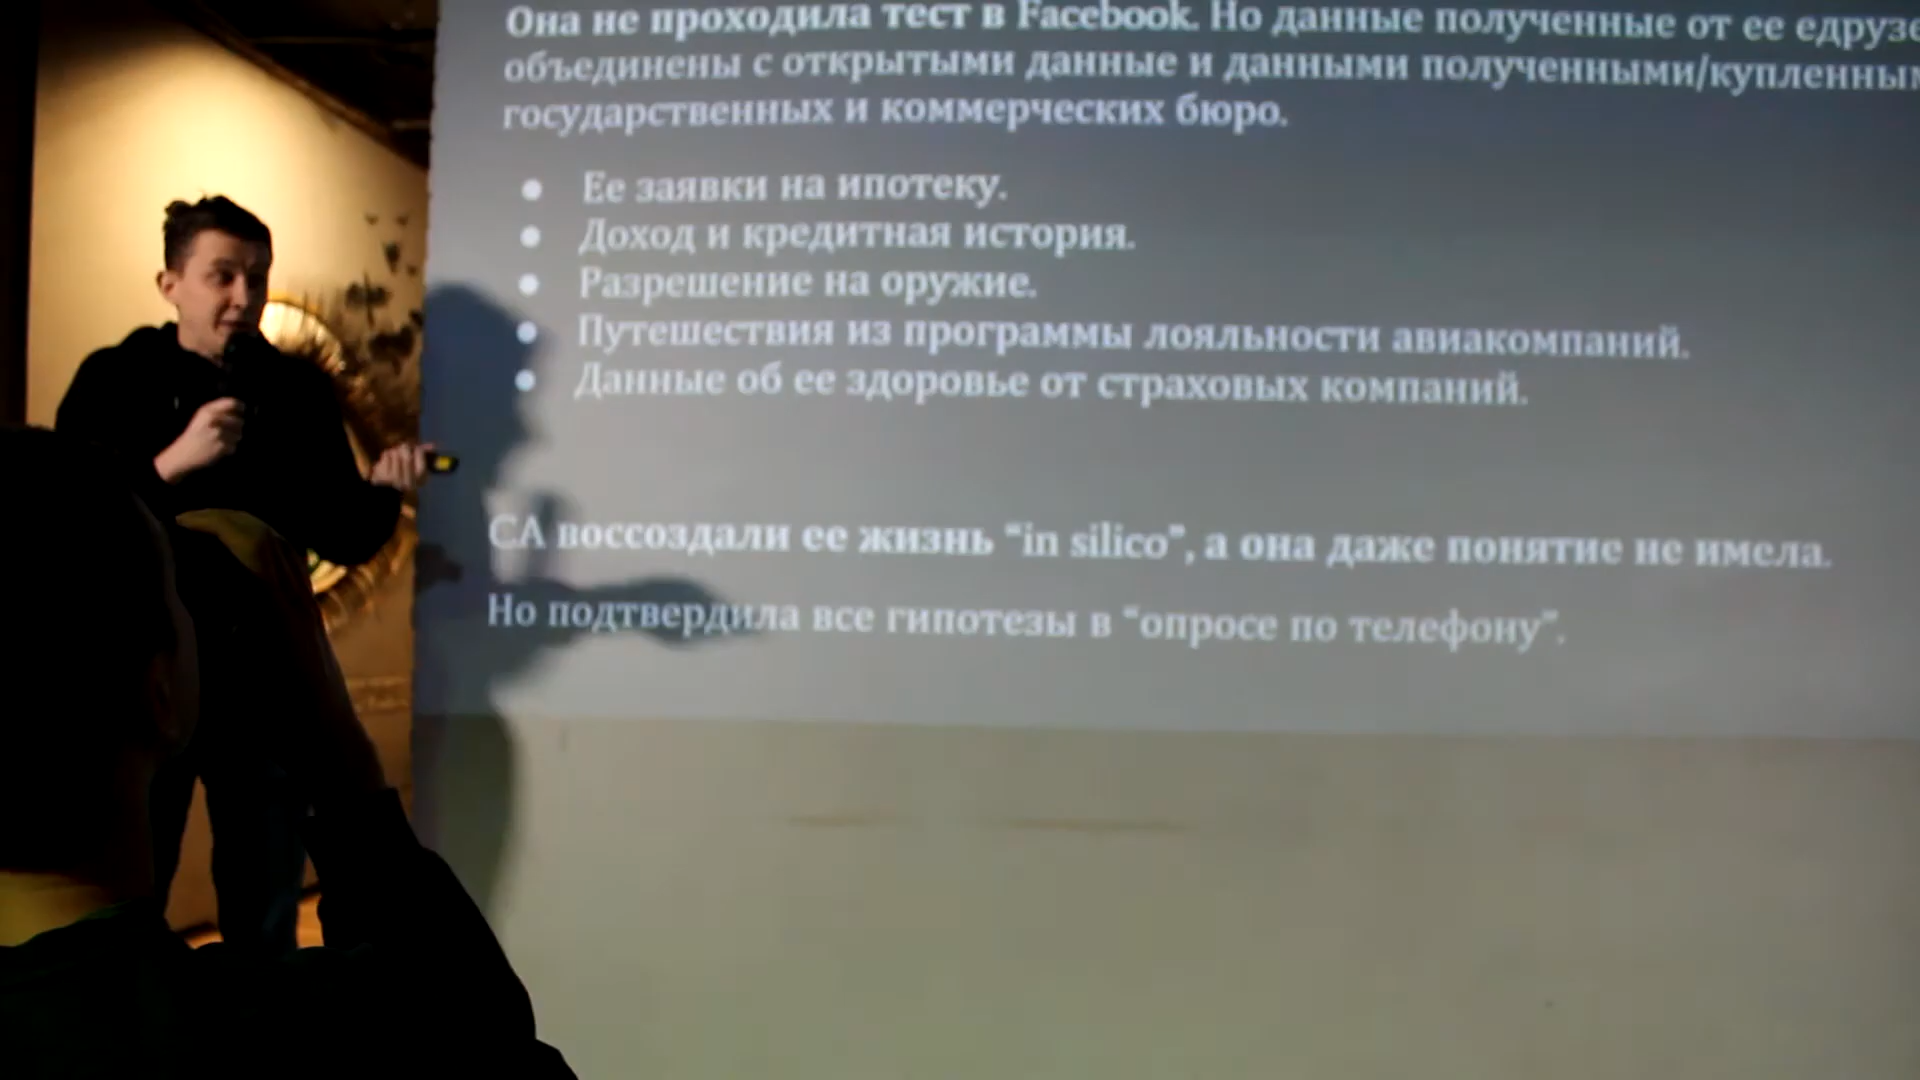 Она не проходила тест в Facebook. Но данные полученные от ее едрузе
объединены с открытыми данные и данными полученными/купленным
государственных и коммерческих бюро.
● Ее заявки на ипотеку.
● Доход и кредитная история.
● Разрешение на оружие.
● Путешествия из программы лояльности авиакомпаний.
● Данные об ее здоровье от страховых компаний.
CA воссоздали ее жизнь “in silico”, а она даже понятие не имела.
Но подтвердила все гипотезы в “опросе по телефону”.